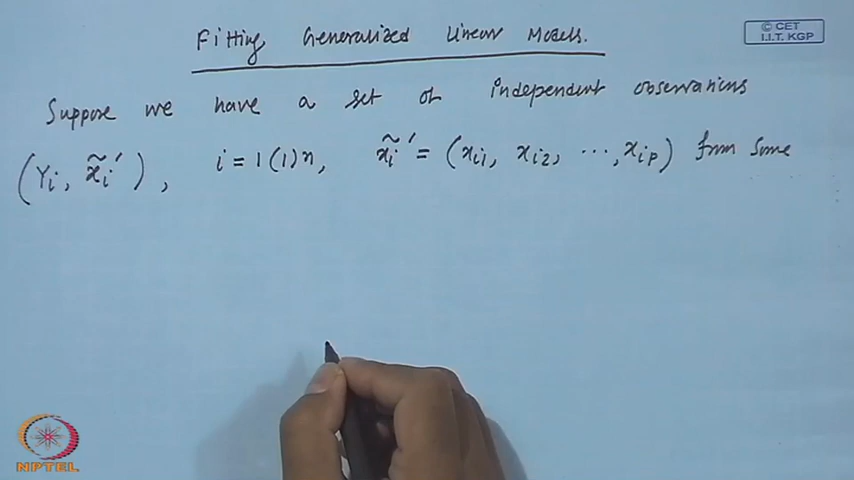 © CET
I.I.T. KGP
Fitting Generalized Linear Models.
Suppose we have a set of independent observations
(Yᵢ, x̃ᵢ′), i = 1(1)n, x̃ᵢ′ = (xᵢ₁, xᵢ₂, ⋯, xᵢₚ) from some
NPTEL